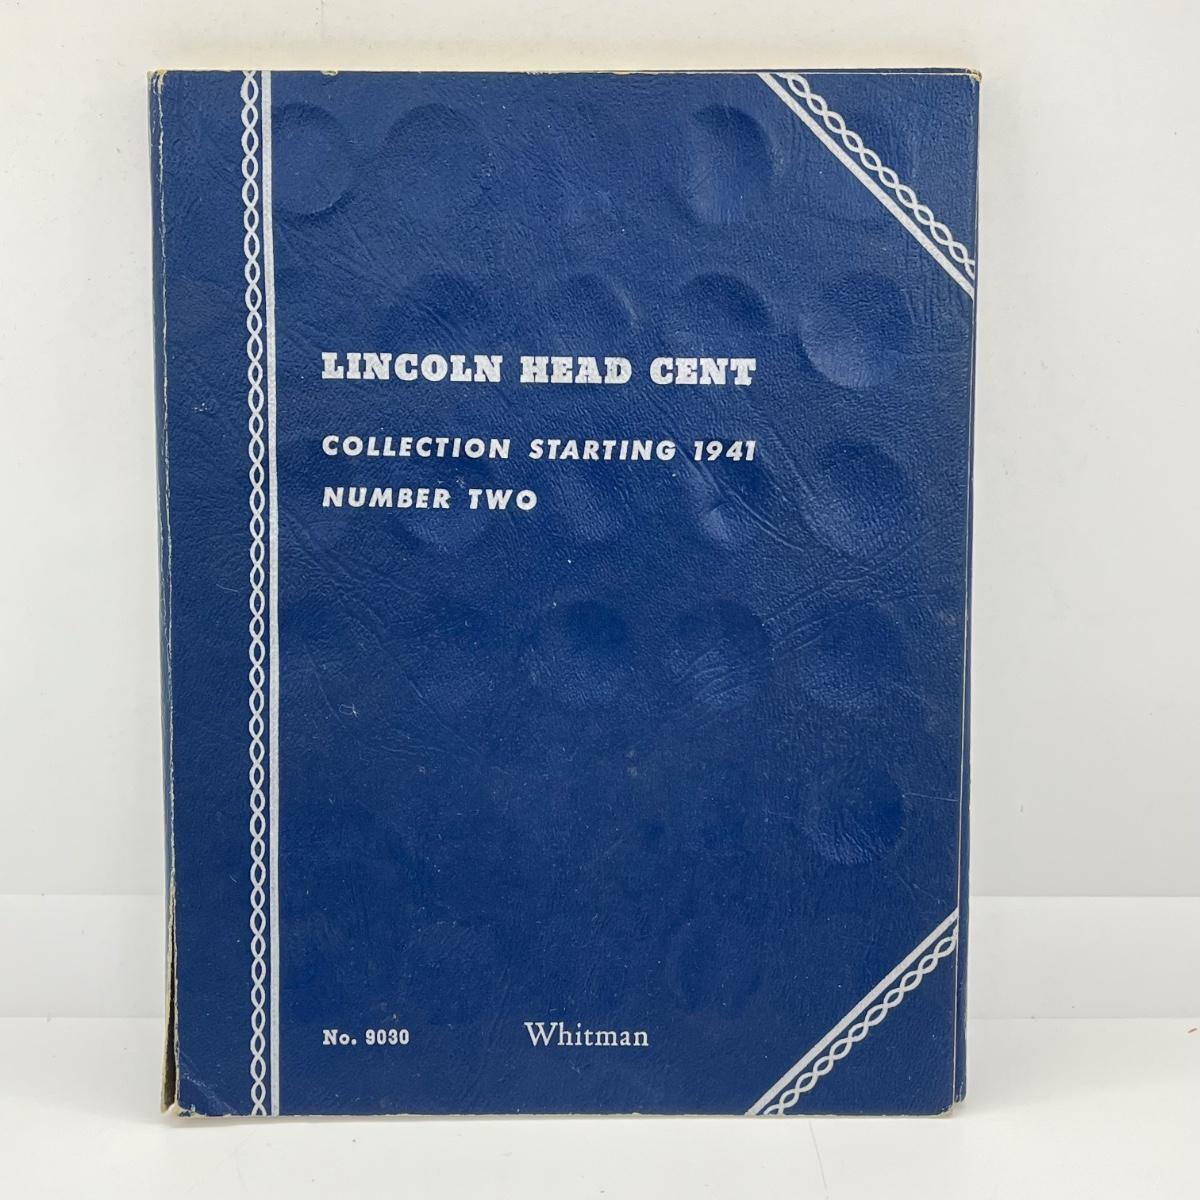 LINCOLN HEAD CENT
COLLECTION STARTING 1941
NUMBER TWO
No. 9030 Whitman